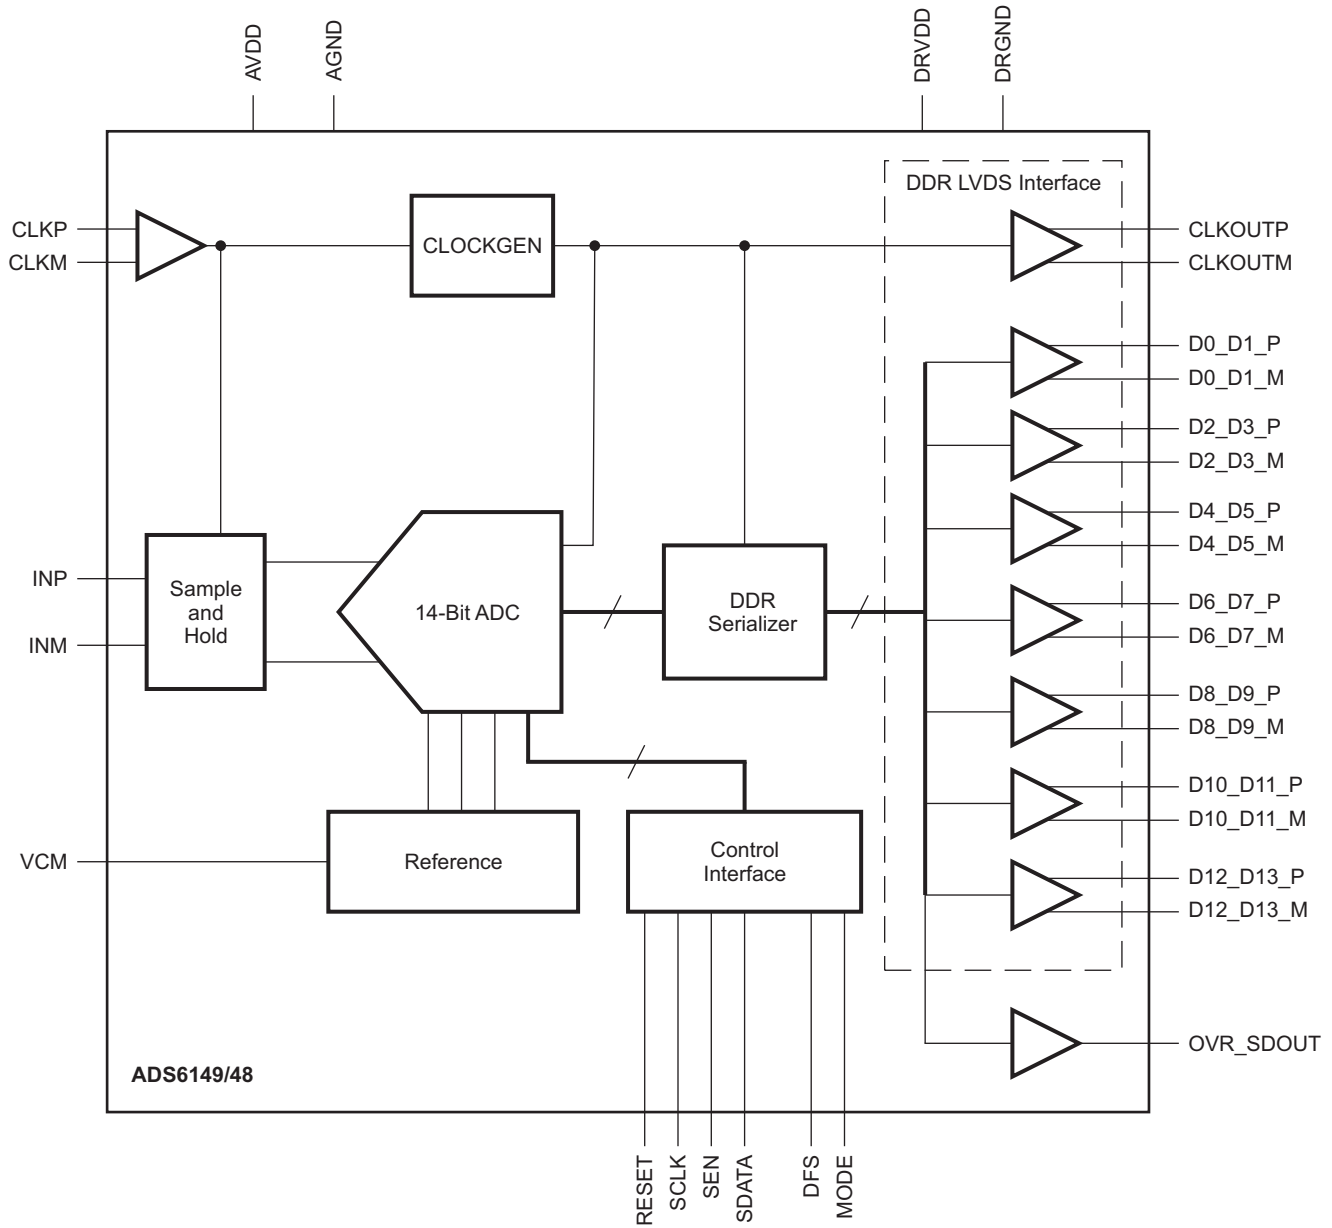 AVDD
AGND
DRVDD
DRGND
DDR LVDS Interface
CLKP
CLKM
CLOCKGEN
CLKOUTP
CLKOUTM
D0_D1_P
D0_D1_M
D2_D3_P
D2_D3_M
D4_D5_P
D4_D5_M
INP
INM
Sample
and
Hold
14-Bit ADC
DDR
Serializer
D6_D7_P
D6_D7_M
D8_D9_P
D8_D9_M
D10_D11_P
D10_D11_M
VCM
Reference
Control
Interface
D12_D13_P
D12_D13_M
OVR_SDOUT
ADS6149/48
RESET
SCLK
SEN
SDATA
DFS
MODE